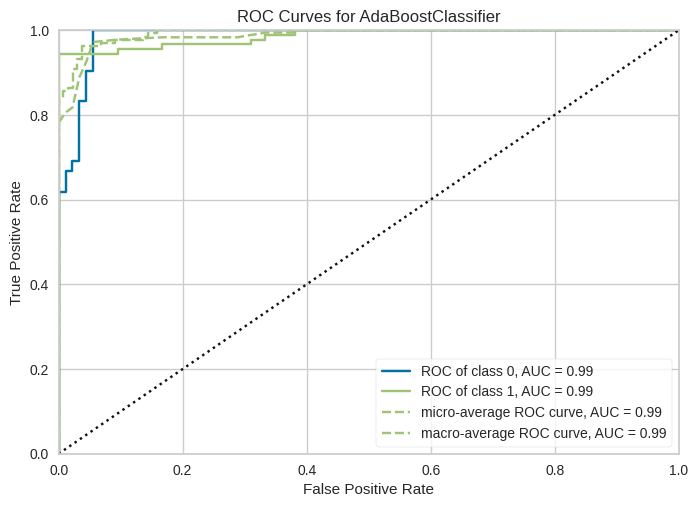 ROC Curves for AdaBoostClassifier
1.0
0.8
0.6
0.4
0.2
0.0
True Positive Rate
ROC of class 0, AUC = 0.99
ROC of class 1, AUC = 0.99
micro-average ROC curve, AUC = 0.99
macro-average ROC curve, AUC = 0.99
0.0 0.2 0.4 0.6 0.8 1.0
False Positive Rate